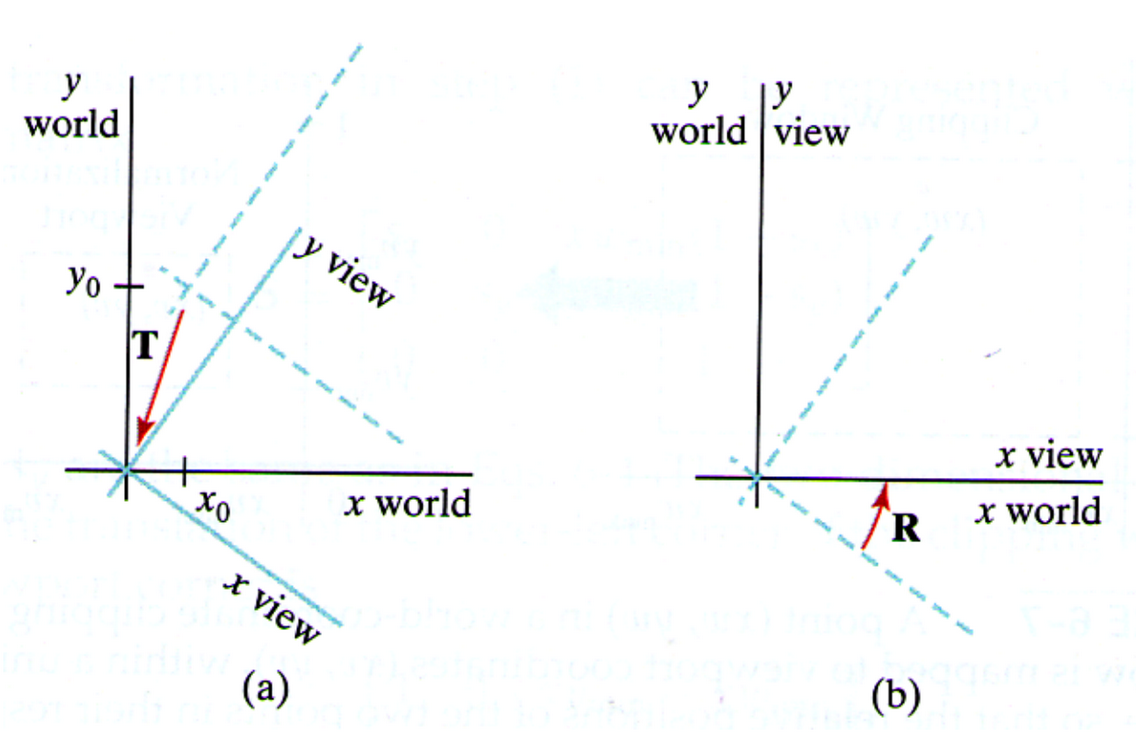 y
world
y view
y₀
T
x₀
x world
x view
(a)
y
world
y
view
x view
x world
R
(b)